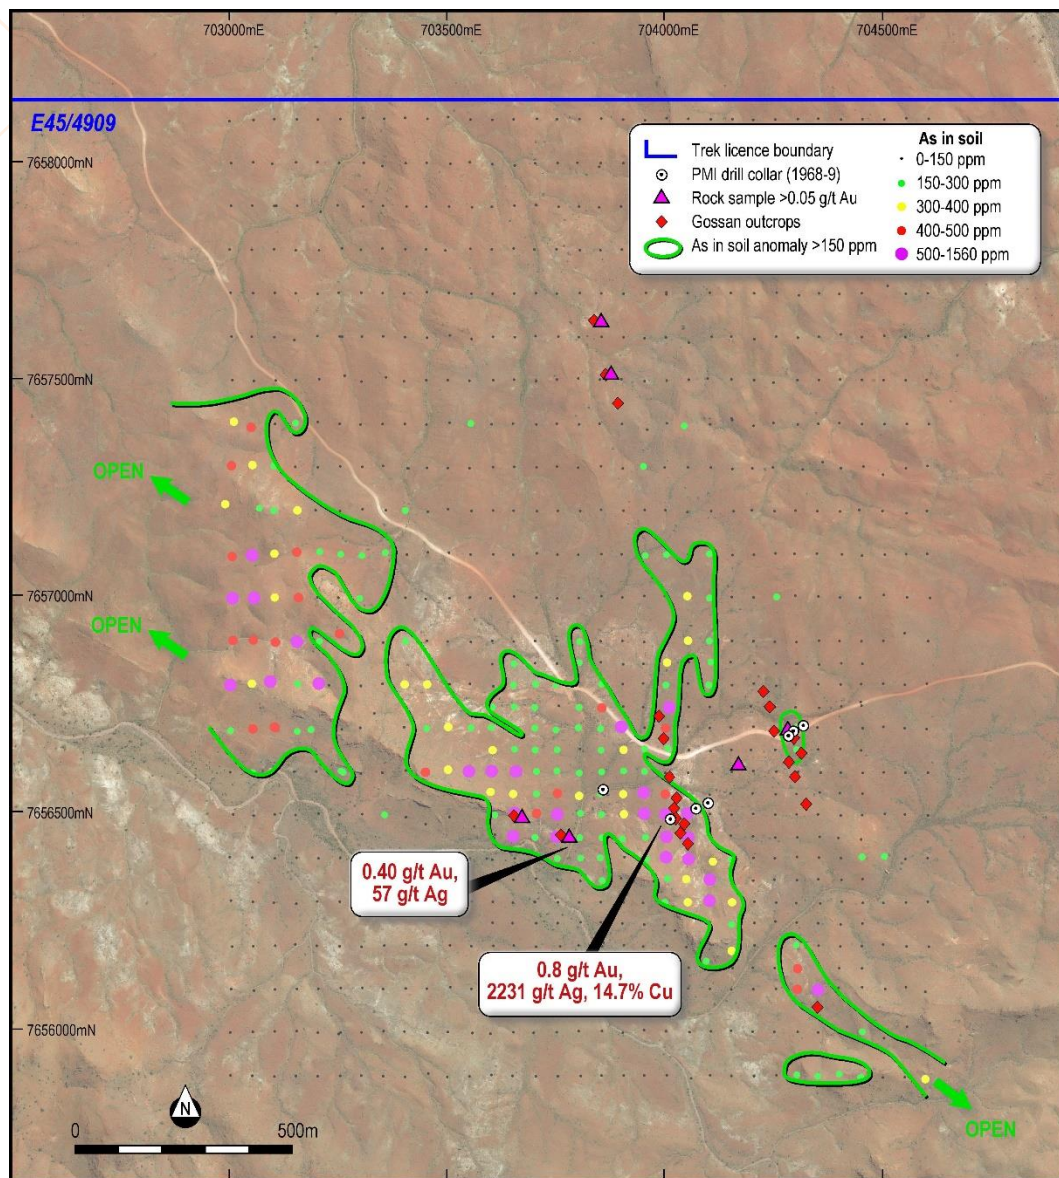 703000mE
703500mE
704000mE
704500mE
E45/4909
7658000mN
7657500mN
7657000mN
7656500mN
7656000mN
Trek licence boundary
PMI drill collar (1968-9)
Rock sample >0.05 g/t Au
Gossan outcrops
As in soil anomaly >150 ppm
As in soil
0-150 ppm
150-300 ppm
300-400 ppm
400-500 ppm
500-1560 ppm
OPEN
OPEN
0.40 g/t Au,
57 g/t Ag
0.8 g/t Au,
2231 g/t Ag, 14.7% Cu
OPEN
N
0
500m